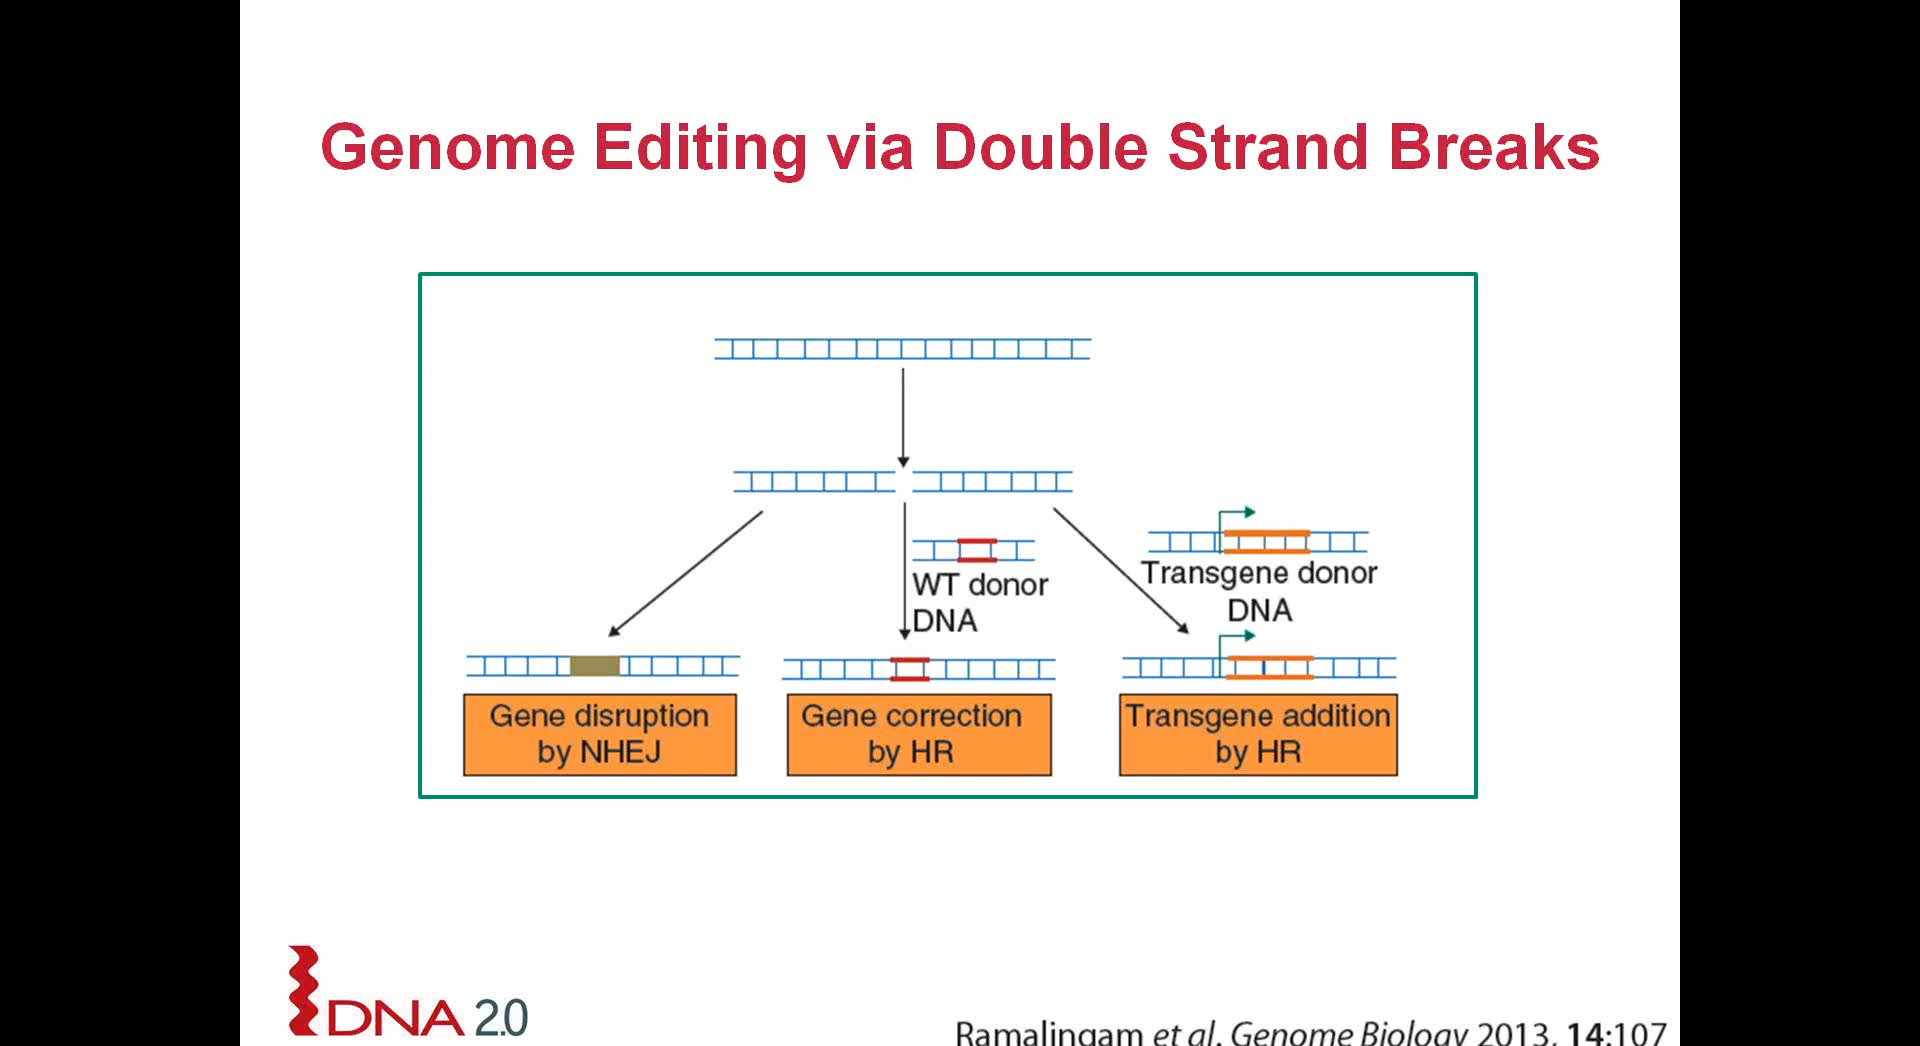 Genome Editing via Double Strand Breaks
WT donor
DNA
Transgene donor
DNA
Gene disruption
by NHEJ
Gene correction
by HR
Transgene addition
by HR
DNA 2.0
Ramalingam et al. Genome Biology 2013, 14:107